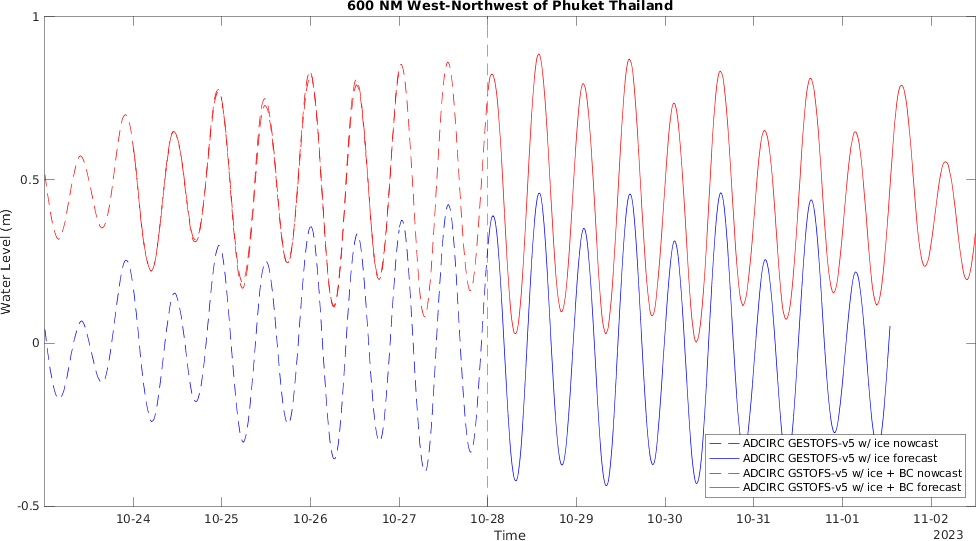 600 NM West-Northwest of Phuket Thailand
1
0.5
0
-0.5
Water Level (m)
10-24 10-25 10-26 10-27 10-28 10-29 10-30 10-31 11-01 11-02
Time
2023
ADCIRC GESTOFS-v5 w/ ice nowcast
ADCIRC GESTOFS-v5 w/ ice forecast
ADCIRC GSTOFS-v5 w/ ice + BC nowcast
ADCIRC GSTOFS-v5 w/ ice + BC forecast